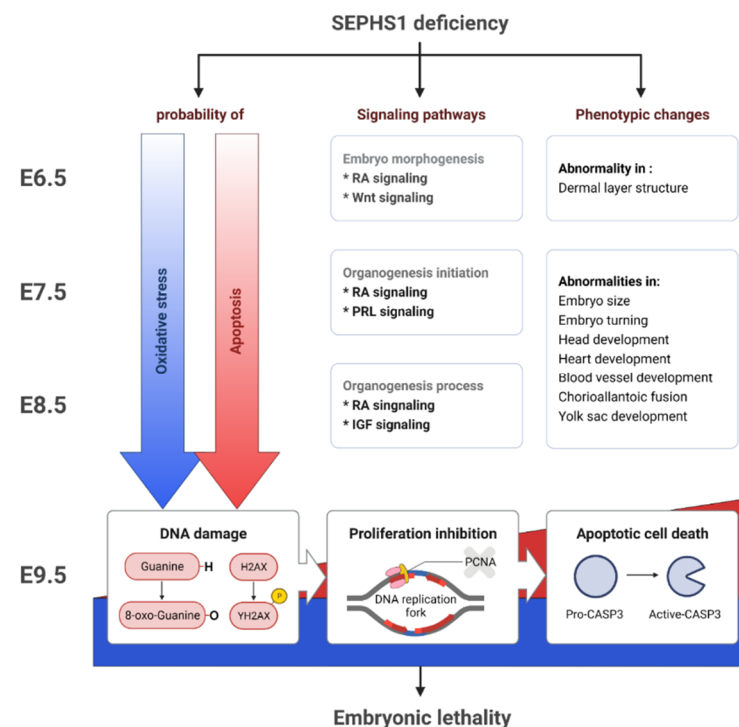 SEPHS1 deficiency
probability of
Signaling pathways
Phenotypic changes
E6.5
Embryo morphogenesis
* RA signaling
* Wnt signaling
Abnormality in :
Dermal layer structure
E7.5
Oxidative stress
Apoptosis
Organogenesis initiation
* RA signaling
* PRL signaling
Abnormalities in:
Embryo size
Embryo turning
Head development
Heart development
Blood vessel development
Chorioallantoic fusion
Yolk sac development
E8.5
Organogenesis process
* RA singnaling
* IGF signaling
E9.5
DNA damage
Guanine
H
H2AX
8-oxo-Guanine
O
P
YH2AX
Proliferation inhibition
PCNA
DNA replication
fork
Apoptotic cell death
Pro-CASP3
Active-CASP3
Embryonic lethality